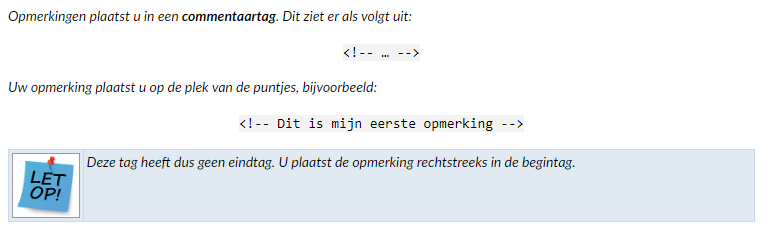 Opmerkingen plaatst u in een commentaartag. Dit ziet er als volgt uit:
<!-- … -->
Uw opmerking plaatst u op de plek van de puntjes, bijvoorbeeld:
<!-- Dit is mijn eerste opmerking -->
LET
OP!
Deze tag heeft dus geen eindtag. U plaatst de opmerking rechtstreeks in de begintag.